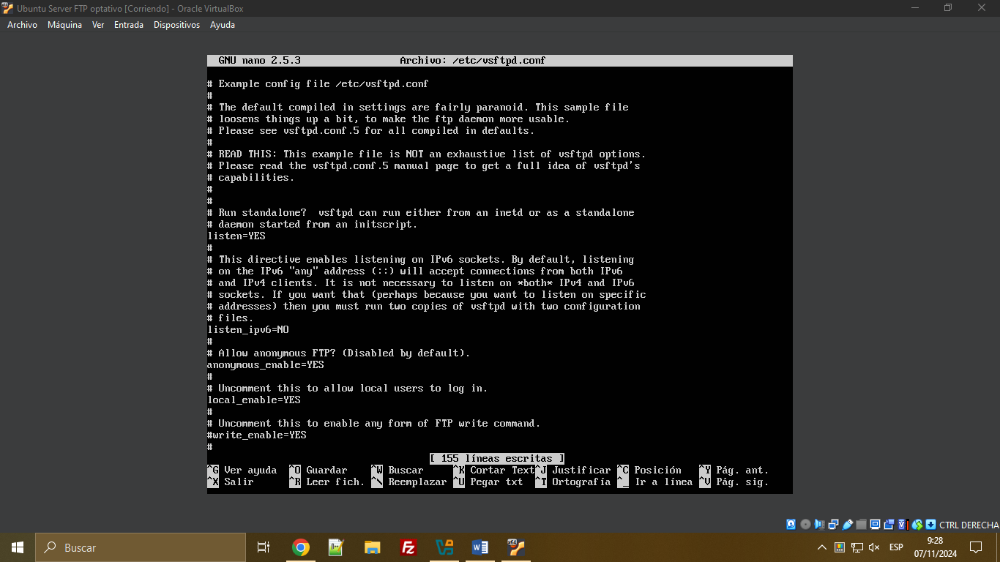 Ubuntu Server FTP optativo [Corriendo] - Oracle VirtualBox
Archivo Máquina Ver Entrada Dispositivos Ayuda
GNU nano 2.5.3 Archivo: /etc/vsftpd.conf
# Example config file /etc/vsftpd.conf
#
# The default compiled in settings are fairly paranoid. This sample file
# loosens things up a bit, to make the ftp daemon more usable.
# Please see vsftpd.conf.5 for all compiled in defaults.
#
# READ THIS: This example file is NOT an exhaustive list of vsftpd options.
# Please read the vsftpd.conf.5 manual page to get a full idea of vsftpd's
# capabilities.
#
#
# Run standalone?  vsftpd can run either from an inetd or as a standalone
# daemon started from an initscript.
listen=YES
#
# This directive enables listening on IPv6 sockets. By default, listening
# on the IPv6 "any" address (::) will accept connections from both IPv6
# and IPv4 clients. It is not necessary to listen on *both* IPv4 and IPv6
# sockets. If you want that (perhaps because you want to listen on specific
# addresses) then you must run two copies of vsftpd with two configuration
# files.
listen_ipv6=NO
#
# Allow anonymous FTP? (Disabled by default).
anonymous_enable=YES
#
# Uncomment this to allow local users to log in.
local_enable=YES
#
# Uncomment this to enable any form of FTP write command.
#write_enable=YES
#
[ 155 líneas escritas ]
^G Ver ayuda ^O Guardar ^W Buscar ^K Cortar Text ^J Justificar ^C Posición ^Y Pág. ant.
^X Salir ^R Leer fich. ^\ Reemplazar ^U Pegar txt ^T Ortografía ^_ Ir a línea ^V Pág. sig.
CTRL DERECHA
Buscar
ESP
9:28
07/11/2024